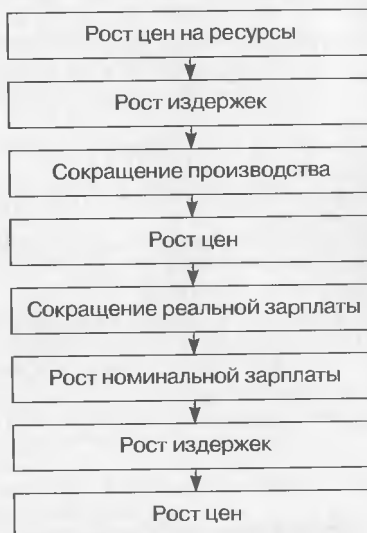 Рост цен на ресурсы
Рост издержек
Сокращение производства
Рост цен
Сокращение реальной зарплаты
Рост номинальной зарплаты
Рост издержек
Рост цен